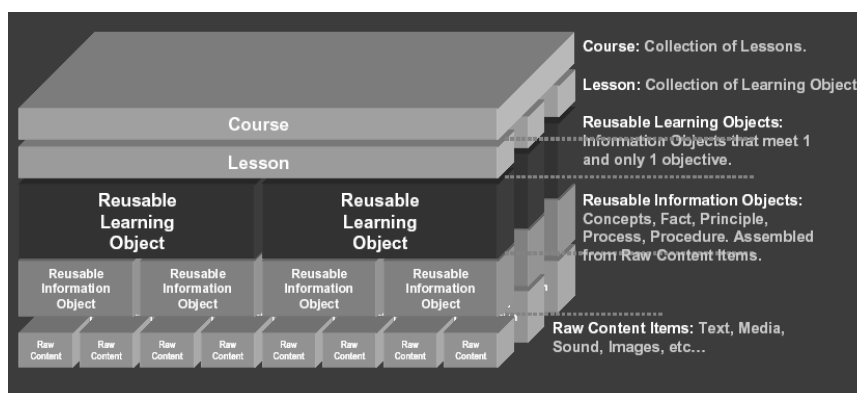 Course: Collection of Lessons.
Lesson: Collection of Learning Object
Reusable Learning Objects:
Information Objects that meet 1
and only 1 objective.
Reusable Information Objects:
Concepts, Fact, Principle,
Process, Procedure. Assembled
from Raw Content Items.
Raw Content Items: Text, Media,
Sound, Images, etc...
Course
Lesson
Reusable
Learning
Object
Reusable
Learning
Object
Reusable
Information
Object
Reusable
Information
Object
Reusable
Information
Object
Reusable
Information
Object
Raw
Content
Raw
Content
Raw
Content
Raw
Content
Raw
Content
Raw
Content
Raw
Content
Raw
Content